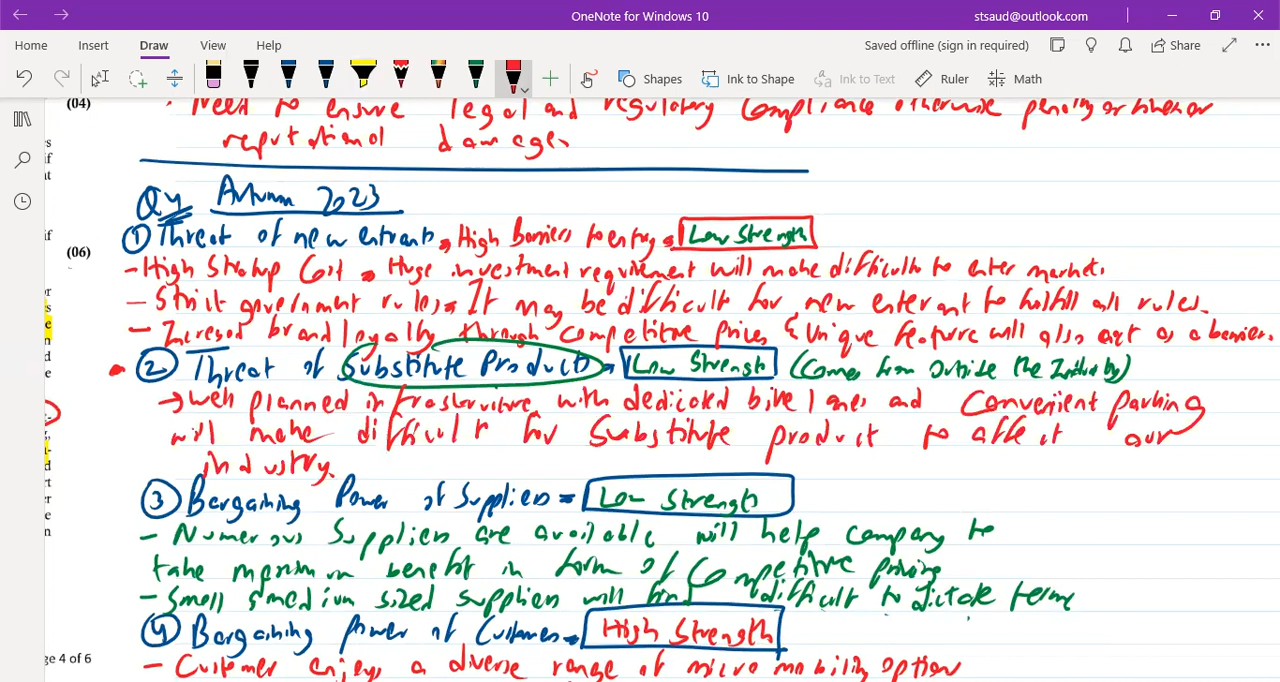 OneNote for Windows 10
stsaud@outlook.com
Home Insert Draw View Help
Saved offline (sign in required) Share
Shapes Ink to Shape Ink to Text Ruler Math
(04)
- Need to ensure legal and regulatory compliance otherwise penalty or
reputational damages
Q4 Autumn 2023
(06)
① Threat of new entrants High Barriers to entry Low Strength
- High Startup Cost Huge investment requirement will make difficult to enter market.
- Strict government rules It may be difficult for new enterant to fulfill all rules.
- brand loyalty through competitive prices & Unique feature will also act as a barriers.
② Threat of Substitute Products = Low Strength (Comes from outside the Industry)
→ Well planned infrastructure with dedicated bike lanes and Convenient parking
will make difficult for Substitute product to affect our
industry.
③ Bargaining Power of Suppliers = Low Strength
- Numerous Suppliers are available will help company to
take maximum benefit in form of Competitive pricing
- Small & medium sized suppliers will find difficult to dictate terms
④ Bargaining power of Customers = High Strength
- Customer enjoys a diverse range of micro mobility option
ge 4 of 6